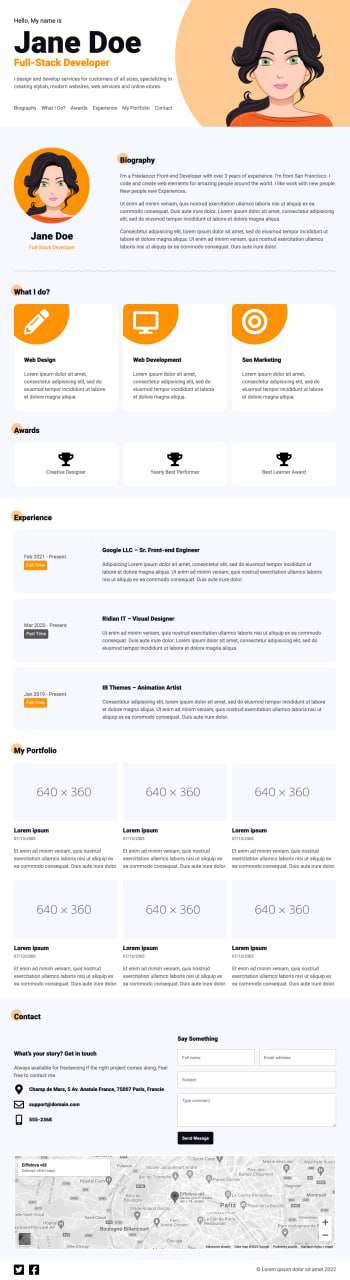 Hello, My name is
Jane Doe
Full-Stack Developer
I design and develop services for customers of all sizes, specializing in
creating stylish, modern websites, web services and online stores.
Biography What I Do? Awards Experience My Portfolio Contact
Jane Doe
Full-Stack Developer
Biography
I'm a Freelancer Front-end Developer with over 3 years of experience. I'm from San Francisco. I
code and create web elements for amazing people around the world. I like work with new people.
New people new Experiences.
Ut enim ad minim veniam, quis nostrud exercitation ullamco laboris nisi ut aliquip ex ea
commodo consequat. Duis aute irure dolor. Lorem ipsum dolor sit amet, consectetur adipisicing
elit, sed do eiusmod tempor incididunt ut labore et dolore magna aliqua.
Consectetur adipisicing elit, sed do eiusmod tempor incididunt ut labore et dolore magna
aliqua. Ut enim ad minim veniam, quis nostrud exercitation ullamco
laboris nisi ut aliquip ex ea commodo consequat. Duis aute irure dolor.
What I do?
Web Design
Lorem ipsum dolor sit amet,
consectetur adipisicing elit, sed do
eiusmod tempor incididunt ut labore
et dolore magna aliqua.
Web Development
Lorem ipsum dolor sit amet,
consectetur adipisicing elit, sed do
eiusmod tempor incididunt ut labore
et dolore magna aliqua.
Seo Marketing
Lorem ipsum dolor sit amet,
consectetur adipisicing elit, sed do
eiusmod tempor incididunt ut labore
et dolore magna aliqua.
Awards
Creative Designer
Yearly Best Performer
Best Learner Award
Experience
Feb 2021 - Present
Full Time
Google LLC – Sr. Front-end Engineer
Adipisicing Lorem ipsum dolor sit amet, consectetur elit, sed do eiusmod tempor incididunt ut labore
et dolore magna aliqua. Ut enim ad minim veniam, quis nostrud exercitation ullamco laboris
nisi ut aliquip ex ea commodo consequat. Duis aute irure dolor.
Mar 2020 - Present
Part Time
Ridian IT – Visual Designer
Ut enim ad minim veniam, quis nostrud exercitation ullamco laboris nisi ut aliquip ex ea commodo
consequat. Duis aute irure dolor. Lorem ipsum dolor sit amet, consectetur adipisicing elit, sed do eiusmod
tempor incididunt ut labore et dolore magna aliqua.
Jan 2019 - Present
Full Time
IB Themes – Animation Artist
Consectetur adipisicing elit, sed do eiusmod tempor incididunt ut labore et dolore magna
aliqua. Ut enim ad minim veniam, quis nostrud exercitation ullamco laboris nisi ut
aliquip ex ea commodo consequat. Duis aute irure dolor.
My Portfolio
640 × 360
640 × 360
640 × 360
Lorem ipsum
Lorem ipsum
Lorem ipsum
Et enim ad minim veniam, quis nostrud
exercitation ullamco laboris nisi ut aliquip ex
ea commodo consequat. Duis aute irure dolor.
Et enim ad minim veniam, quis nostrud
exercitation ullamco laboris nisi ut aliquip ex
ea commodo consequat. Duis aute irure dolor.
Et enim ad minim veniam, quis nostrud
exercitation ullamco laboris nisi ut aliquip ex
ea commodo consequat. Duis aute irure dolor.
640 × 360
640 × 360
640 × 360
Lorem ipsum
Lorem ipsum
Lorem ipsum
Et enim ad minim veniam, quis nostrud
exercitation ullamco laboris nisi ut aliquip ex
ea commodo consequat. Duis aute irure dolor.
Et enim ad minim veniam, quis nostrud
exercitation ullamco laboris nisi ut aliquip ex
ea commodo consequat. Duis aute irure dolor.
Et enim ad minim veniam, quis nostrud
exercitation ullamco laboris nisi ut aliquip ex
ea commodo consequat. Duis aute irure dolor.
Contact
What's your story? Get in touch
Always available for freelancing if the right project comes along, Feel
free to contact me.
Champ de Mars, 5 Av. Anatole France, 75007 Paris, Francie
support@domain.com
555-2368
Say Something
Full name
Email address
Subject
Type comment
Send Message
Eiffelova věž
Paris
Boulogne-Billancourt
© Lorem ipsum dolor sit amet 2022